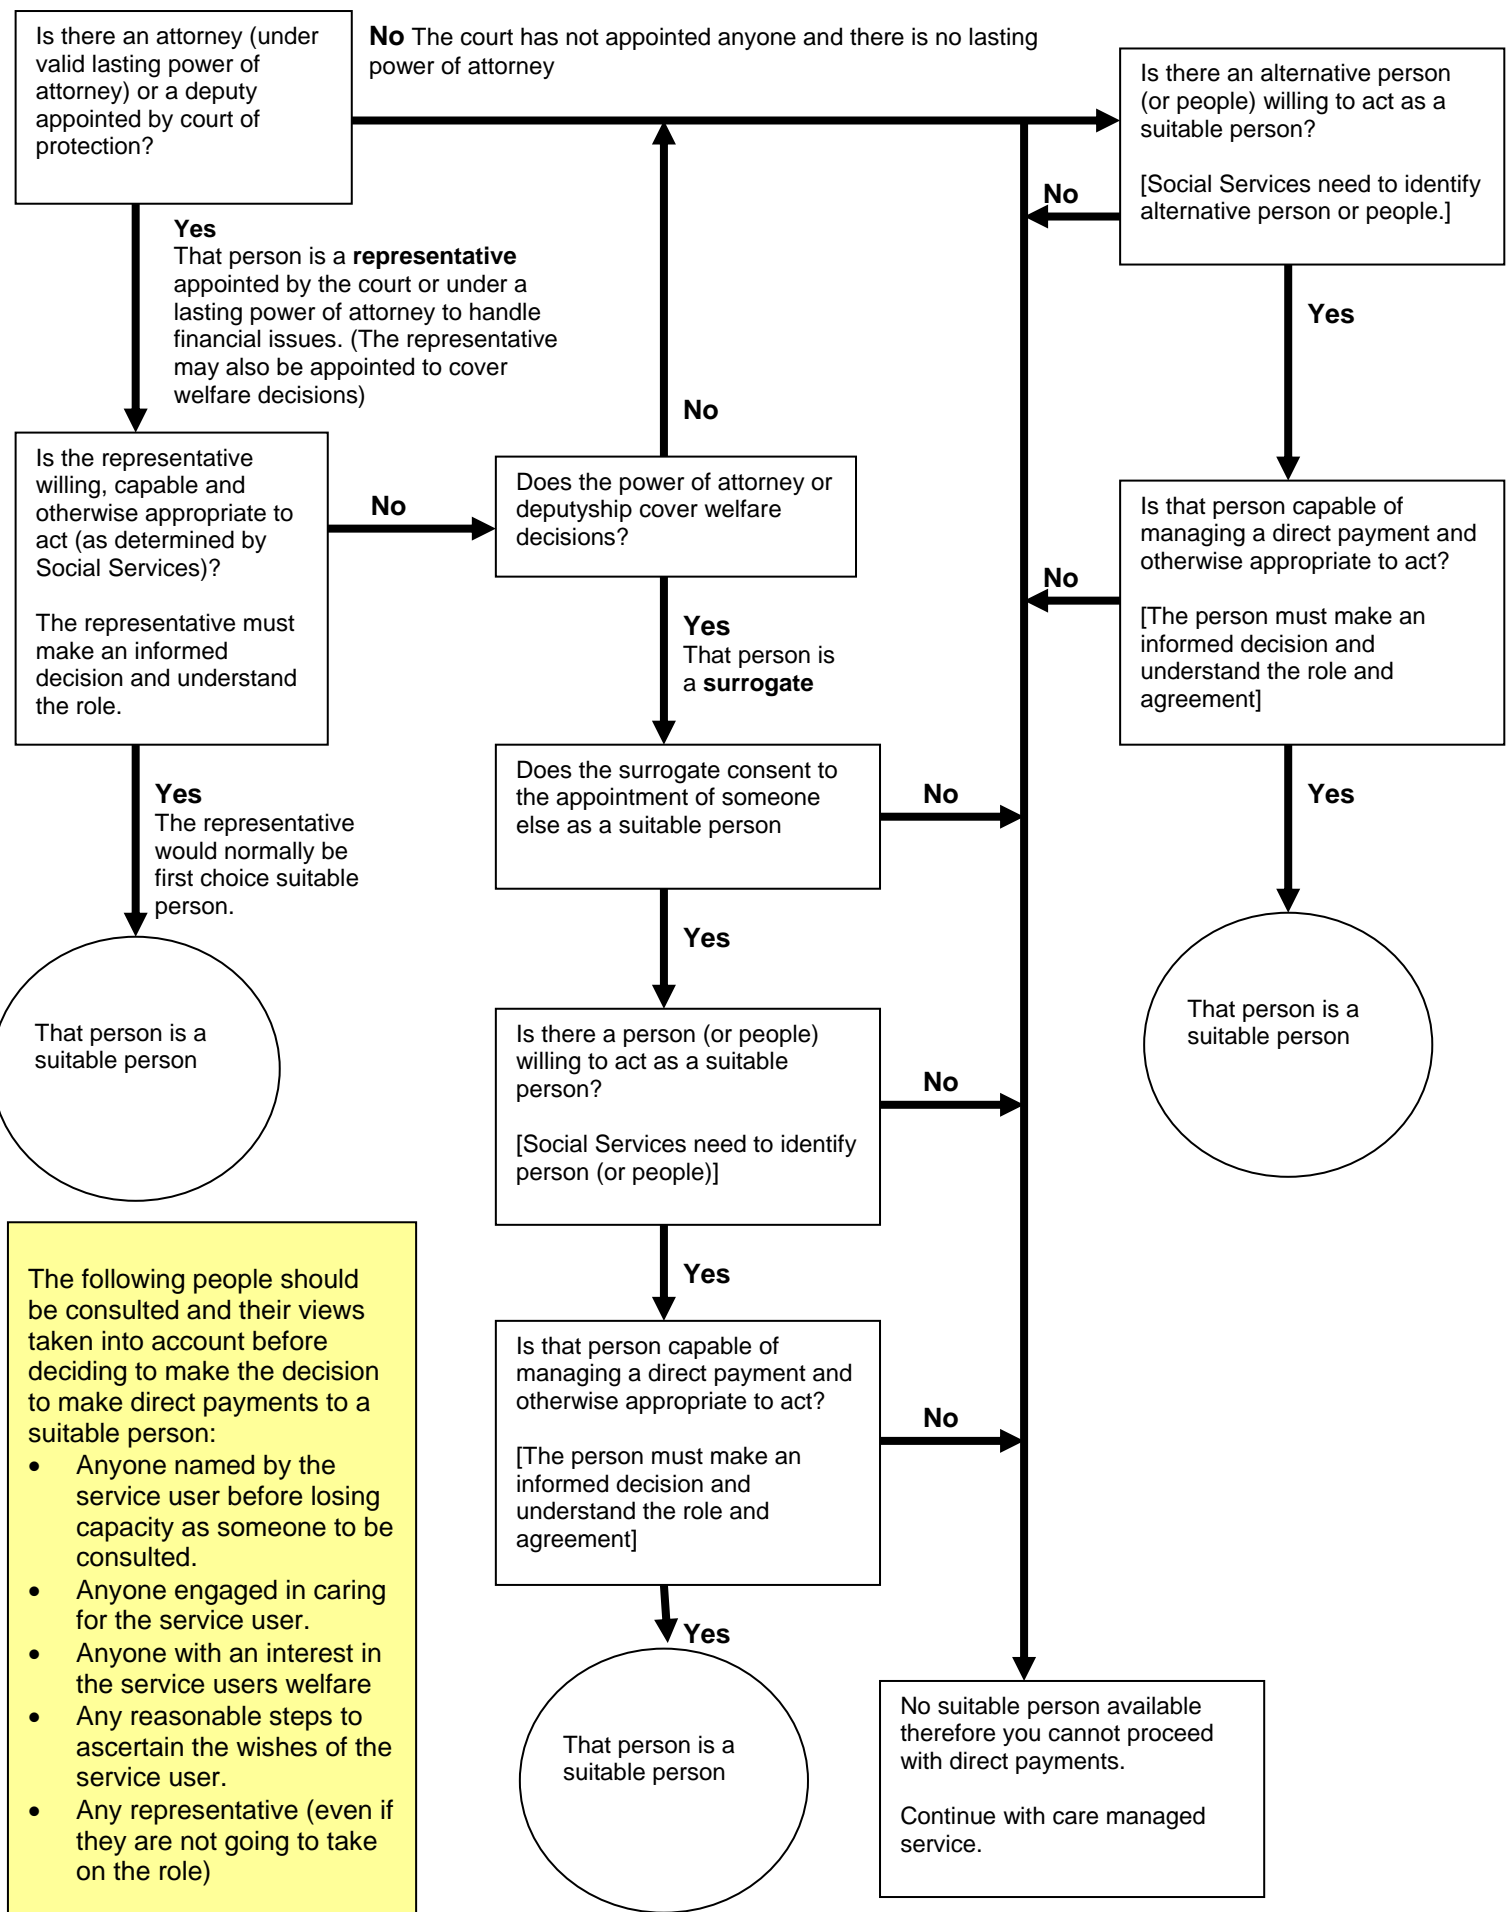 Is there an attorney (under
valid lasting power of
attorney) or a deputy
appointed by court of
protection?
No The court has not appointed anyone and there is no lasting
power of attorney
Is there an alternative person
(or people) willing to act as a
suitable person?
[Social Services need to identify
alternative person or people.]
No
Yes
That person is a representative
appointed by the court or under a
lasting power of attorney to handle
financial issues. (The representative
may also be appointed to cover
welfare decisions)
Yes
No
Is the representative
willing, capable and
otherwise appropriate to
act (as determined by
Social Services)?
The representative must
make an informed
decision and understand
the role.
No
Does the power of attorney or
deputyship cover welfare
decisions?
Is that person capable of
managing a direct payment and
otherwise appropriate to act?
[The person must make an
informed decision and
understand the role and
agreement]
No
Yes
That person is
a surrogate
Yes
The representative
would normally be
first choice suitable
person.
Does the surrogate consent to
the appointment of someone
else as a suitable person
No
Yes
Yes
That person is a
suitable person
Is there a person (or people)
willing to act as a suitable
person?
[Social Services need to identify
person (or people)]
No
That person is a
suitable person
Yes
The following people should
be consulted and their views
taken into account before
deciding to make the decision
to make direct payments to a
suitable person:
• Anyone named by the
service user before losing
capacity as someone to be
consulted.
• Anyone engaged in caring
for the service user.
• Anyone with an interest in
the service users welfare
• Any reasonable steps to
ascertain the wishes of the
service user.
• Any representative (even if
they are not going to take
on the role)
Is that person capable of
managing a direct payment and
otherwise appropriate to act?
[The person must make an
informed decision and
understand the role and
agreement]
No
Yes
That person is a
suitable person
No suitable person available
therefore you cannot proceed
with direct payments.
Continue with care managed
service.